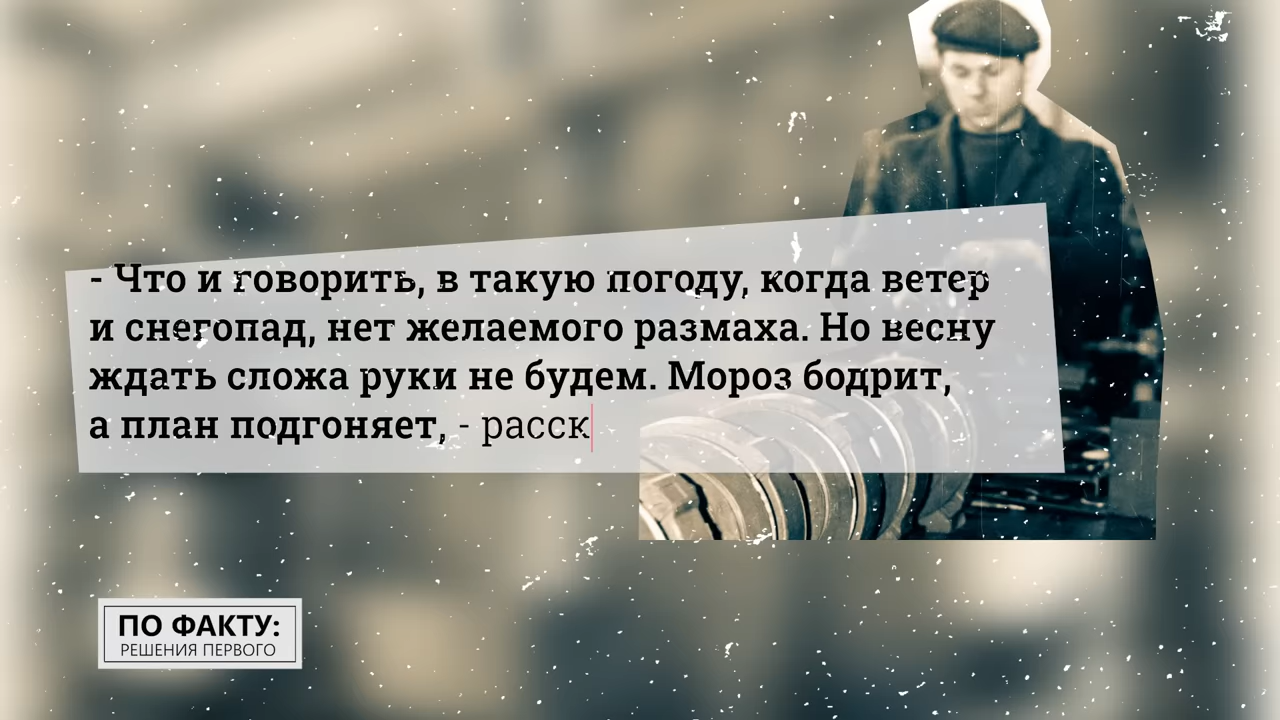 - Что и говорить, в такую погоду, когда ветер
и снегопад, нет желаемого размаха. Но весну
ждать сложа руки не будем. Мороз бодрит,
а план подгоняет, - расск
ПО ФАКТУ:
РЕШЕНИЯ ПЕРВОГО